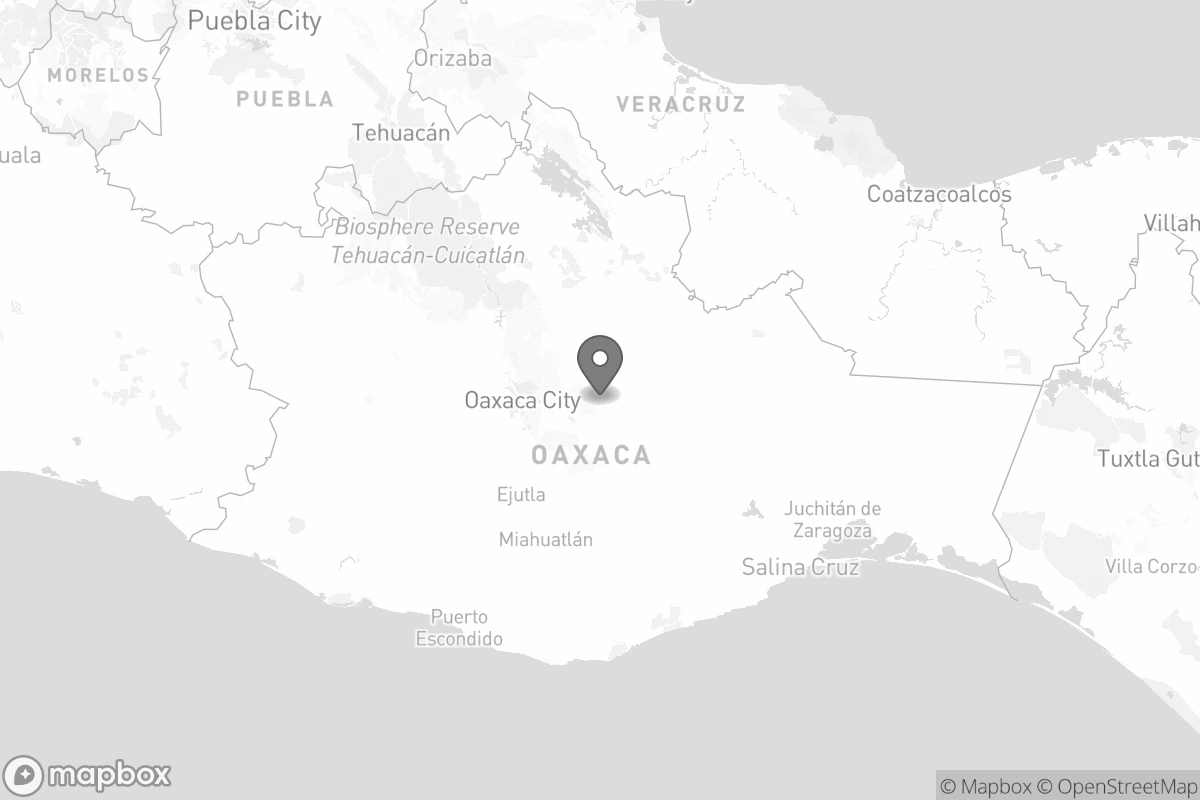 Puebla City
Orizaba
MORELOS
PUEBLA
VERACRUZ
Tehuacán
uala
Coatzacoalcos
Villah
Biosphere Reserve
Tehuacán-Cuicatlán
Oaxaca City
OAXACA
Tuxtla Gut
Ejutla
Juchitán de
Zaragoza
Miahuatlán
Salina Cruz
Villa Corzo-
Puerto
Escondido
mapbox
© Mapbox © OpenStreetMap